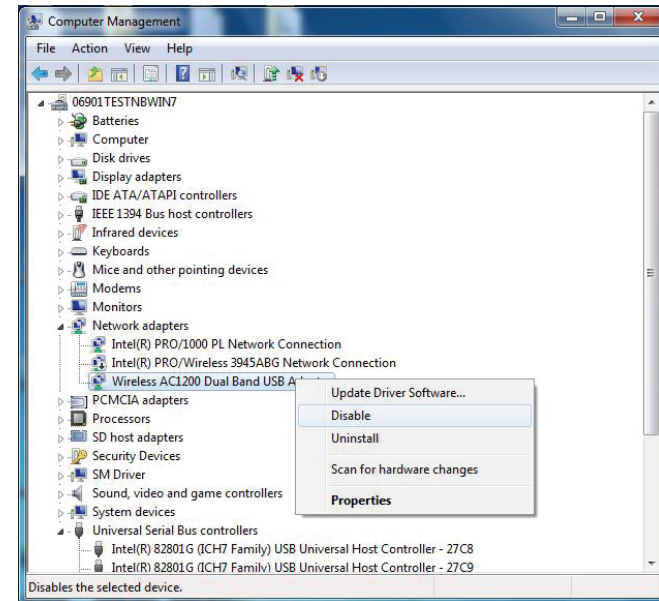 Computer Management
File Action View Help
06901TESTNBWIN7
Batteries
Computer
Disk drives
Display adapters
IDE ATA/ATAPI controllers
IEEE 1394 Bus host controllers
Infrared devices
Keyboards
Mice and other pointing devices
Modems
Monitors
Network adapters
Intel(R) PRO/1000 PL Network Connection
Intel(R) PRO/Wireless 3945ABG Network Connection
Wireless AC1200 Dual Band USB
PCMCIA adapters
Processors
SD host adapters
Security Devices
SM Driver
Sound, video and game controllers
System devices
Universal Serial Bus controllers
Intel(R) 82801G (ICH7 Family) USB Universal Host Controller - 27C8
Intel(R) 82801G (ICH7 Family) USB Universal Host Controller - 27C9
Update Driver Software...
Disable
Uninstall
Scan for hardware changes
Properties
Disables the selected device.